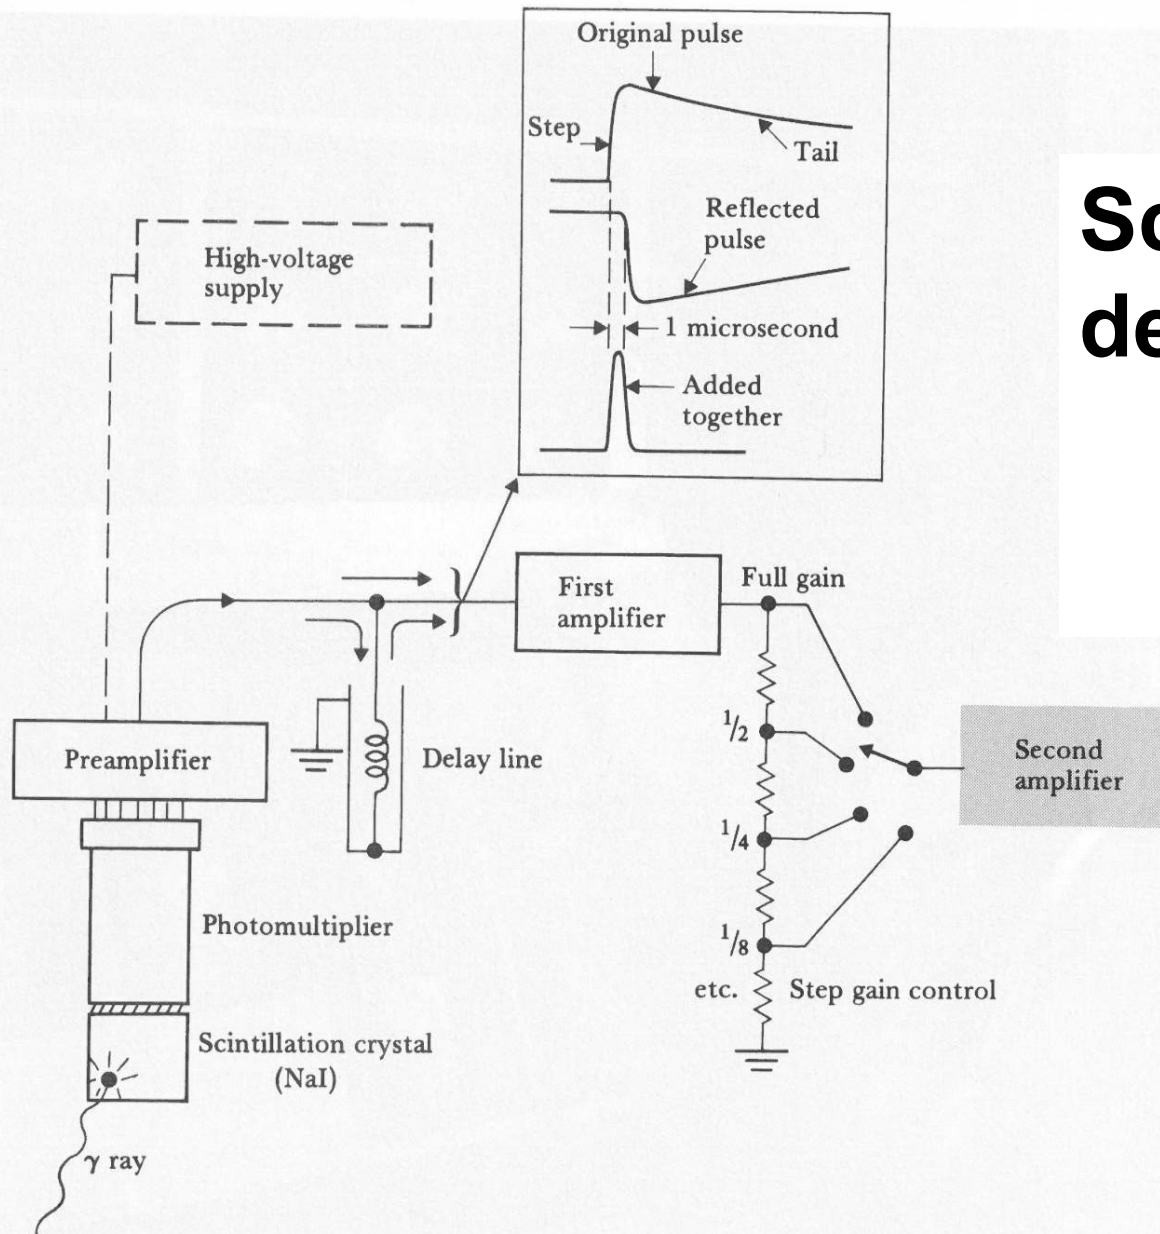 Original pulse
Step
Tail
Reflected
pulse
1 microsecond
Added
together
High-voltage
supply
First
amplifier
Full gain
Preamplifier
Delay line
1/2
1/4
1/8
etc.
Step gain control
Second
amplifier
Photomultiplier
Scintillation crystal
(NaI)
γ ray